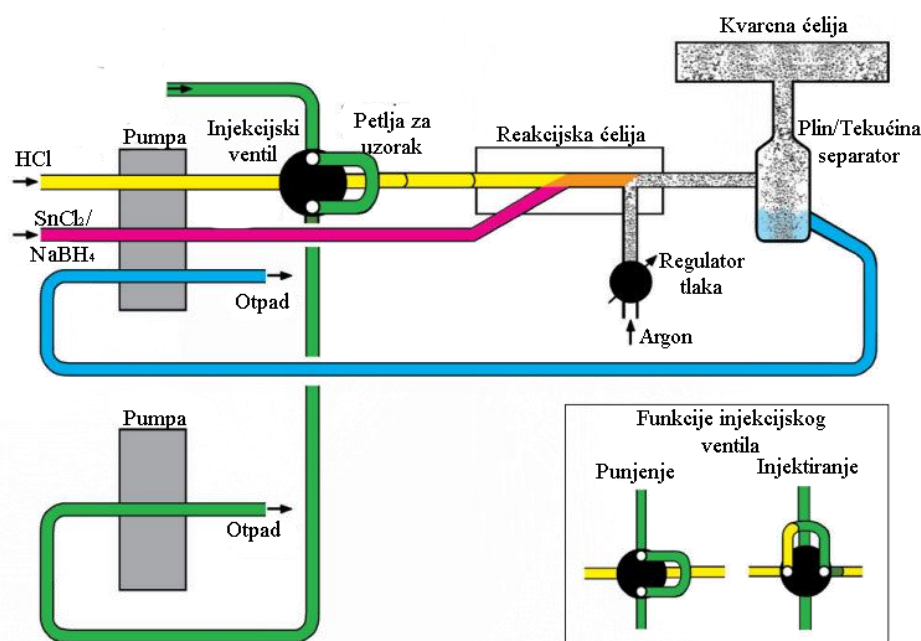 Kvarcna ćelija
Pumpa
Injekcijski
ventil
Petlja za
uzorak
Reakcijska ćelija
Plin/Tekućina
separator
HCl
SnCl₂/
NaBH₄
Otpad
Regulator
tlaka
Argon
Pumpa
Otpad
Funkcije injekcijskog
ventila
Punjenje
Injektiranje